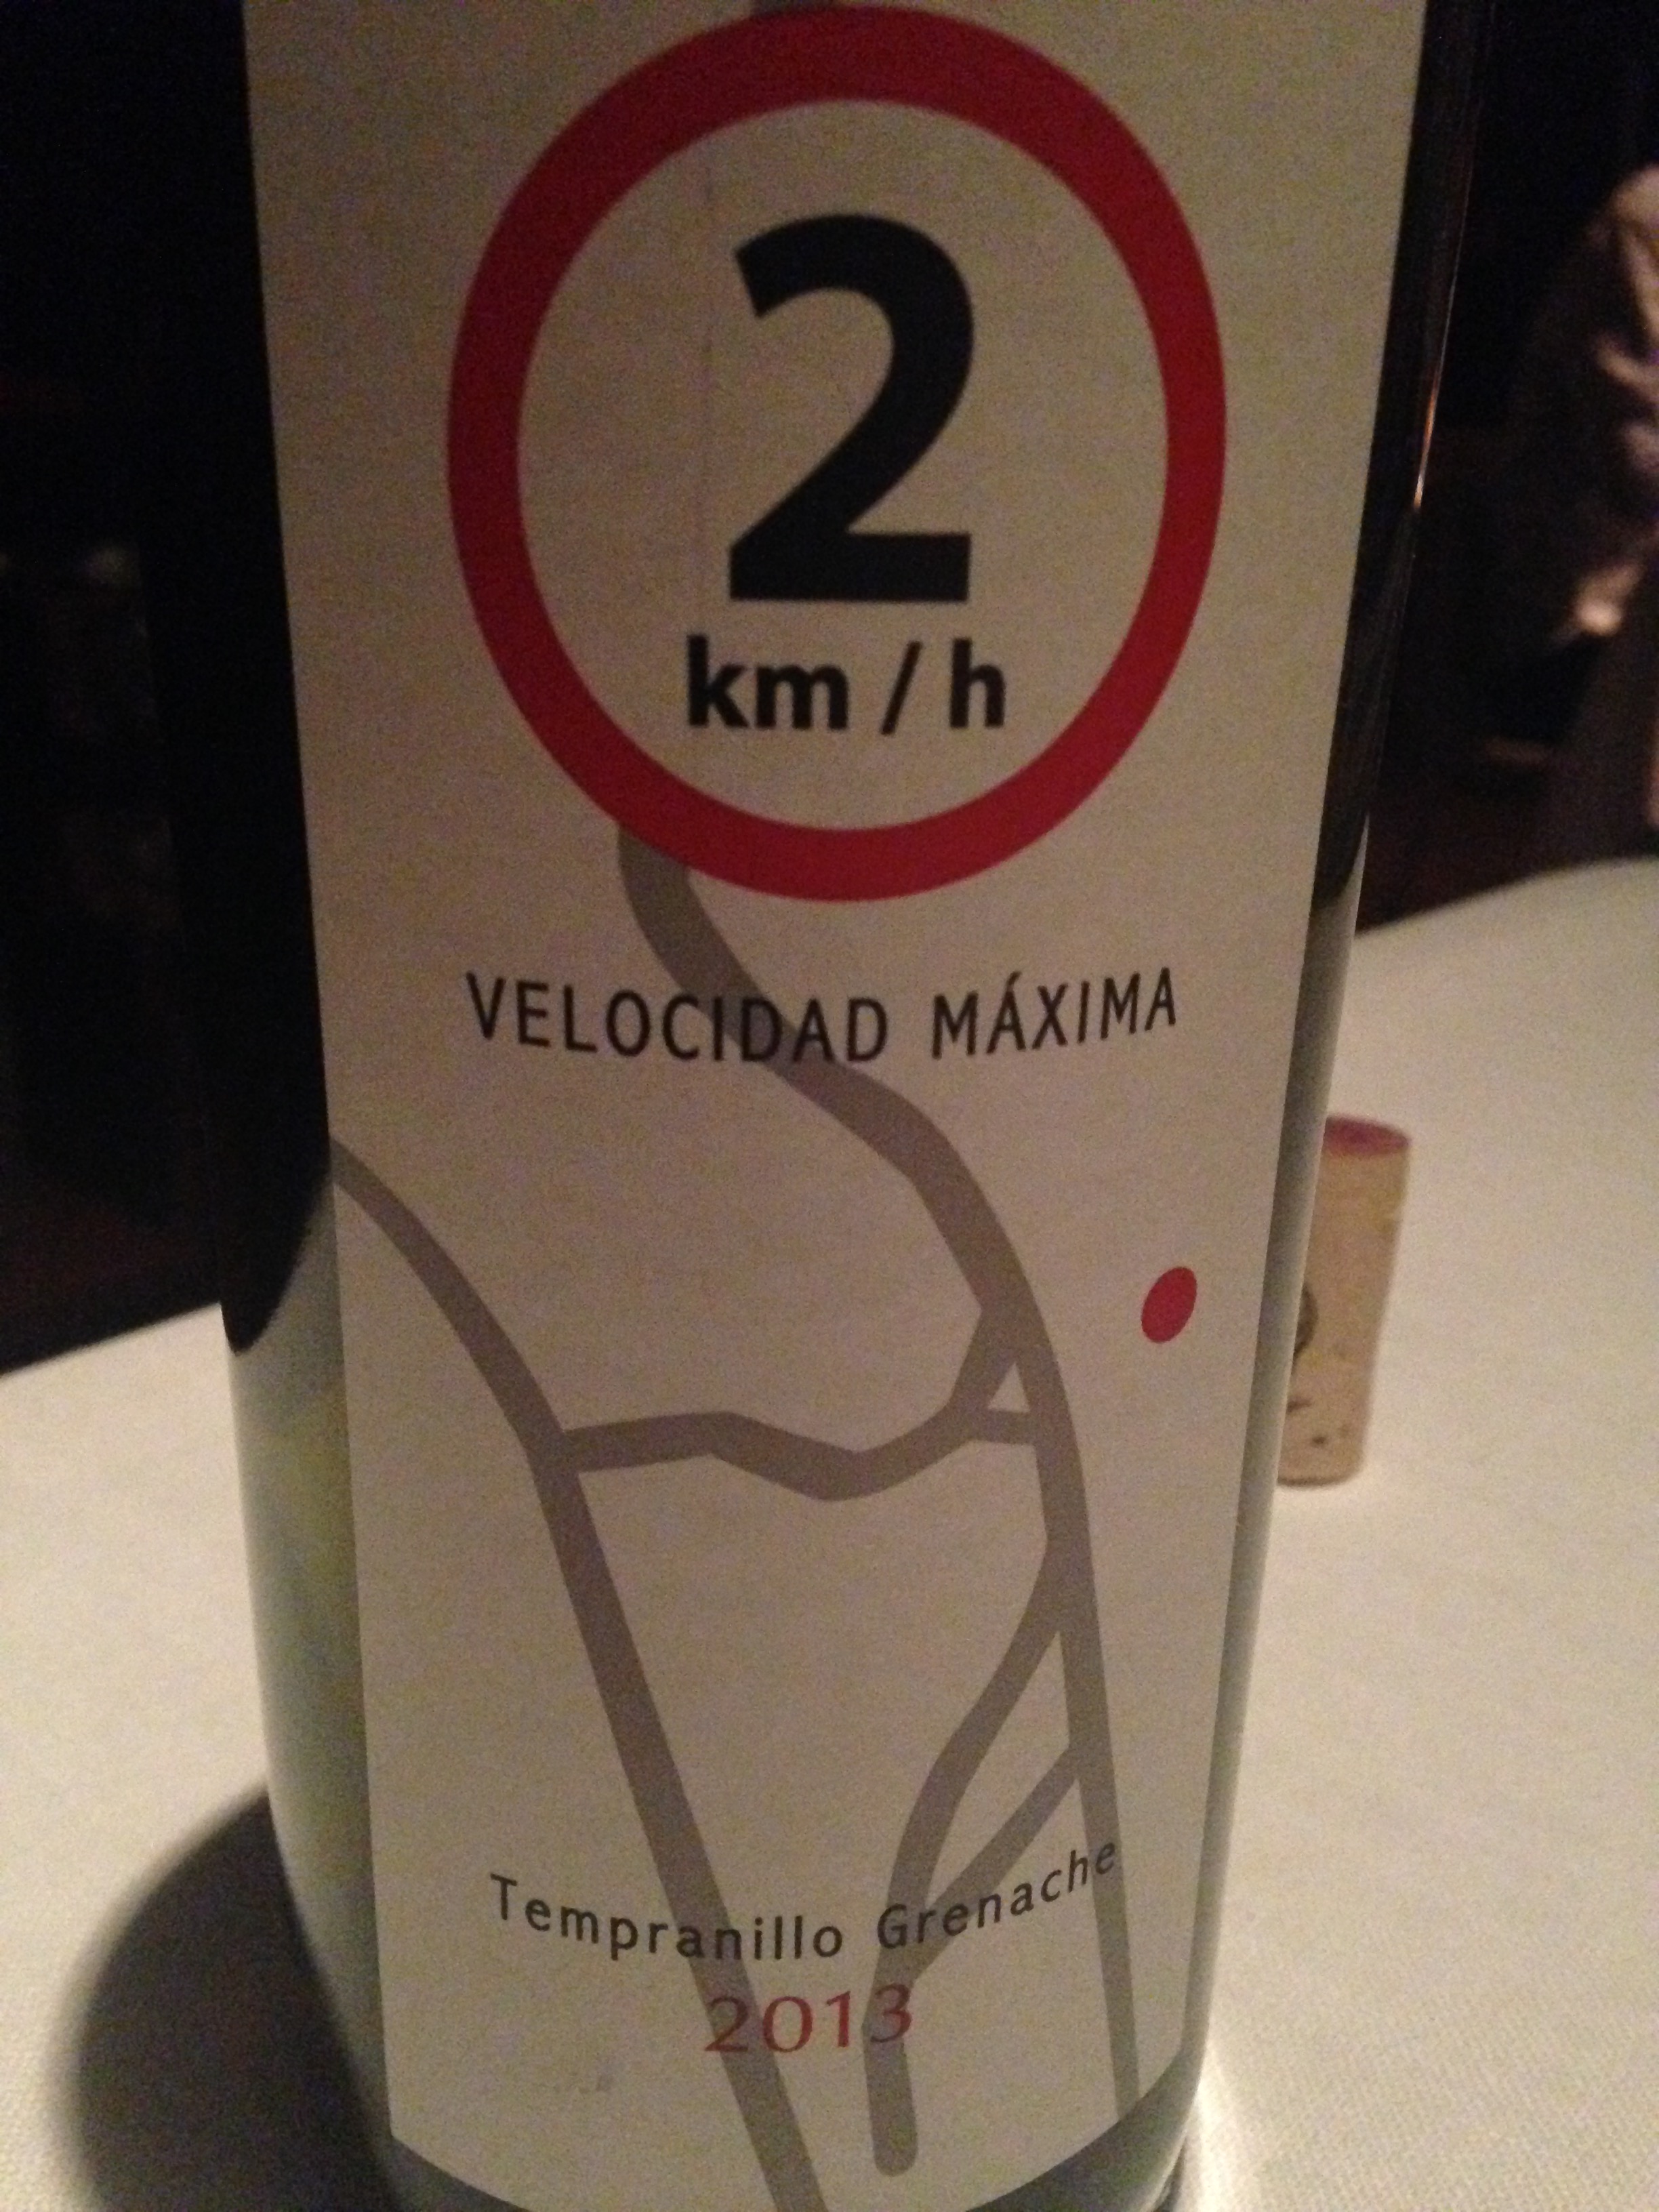 2
km / h
VELOCIDAD MÁXIMA
Tempranillo Grenache
2013